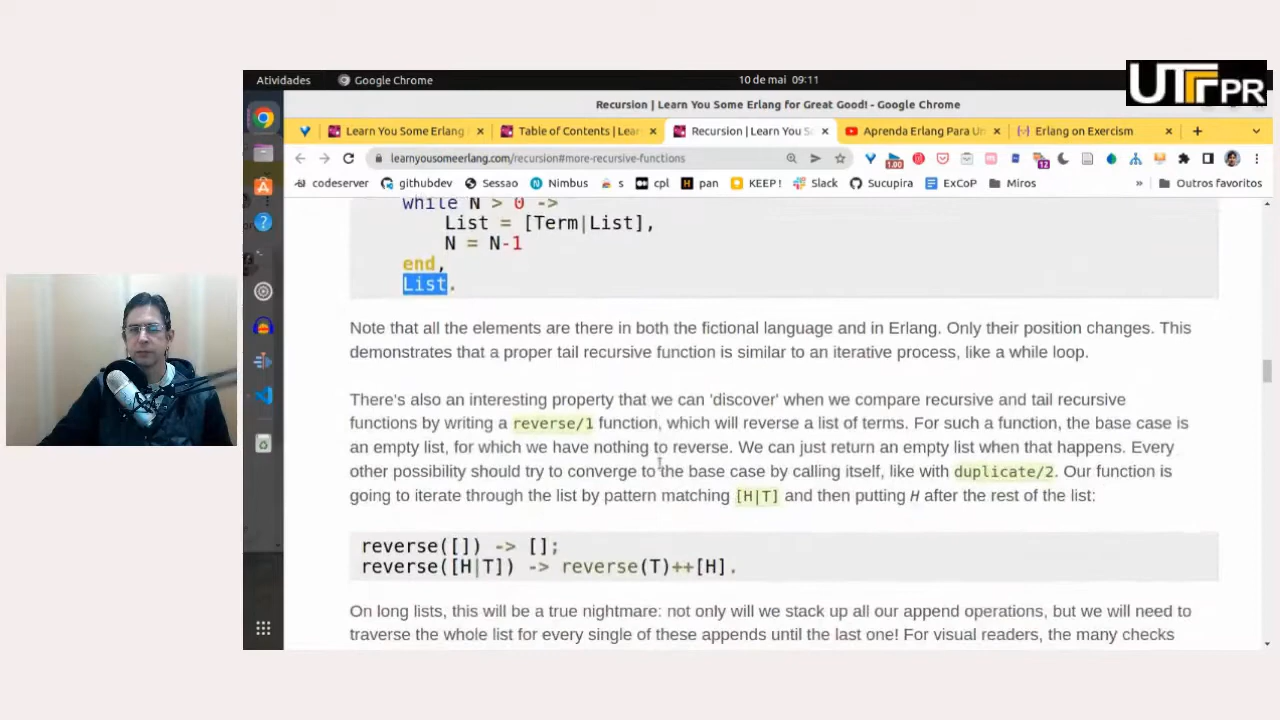 UTFPR
Atividades
Google Chrome
10 de mai 09:11
Recursion | Learn You Some Erlang for Great Good! - Google Chrome
Learn You Some Erlang
Table of Contents | Lear
Recursion | Learn You S
Aprenda Erlang Para Un
Erlang on Exercism
learnyousomeerlang.com/recursion#more-recursive-functions
1.00
12
codeserver
githubdev
Sessao
Nimbus
s
cpl
pan
KEEP!
Slack
Sucupira
ExCoP
Miros
»
Outros favoritos
while N > 0 ->
List = [Term|List],
N = N-1
end,
List.
Note that all the elements are there in both the fictional language and in Erlang. Only their position changes. This
demonstrates that a proper tail recursive function is similar to an iterative process, like a while loop.
There's also an interesting property that we can 'discover' when we compare recursive and tail recursive
functions by writing a reverse/1 function, which will reverse a list of terms. For such a function, the base case is
an empty list, for which we have nothing to reverse. We can just return an empty list when that happens. Every
other possibility should try to converge to the base case by calling itself, like with duplicate/2. Our function is
going to iterate through the list by pattern matching [H|T] and then putting H after the rest of the list:
reverse([]) -> [];
reverse([H|T]) -> reverse(T)++[H].
On long lists, this will be a true nightmare: not only will we stack up all our append operations, but we will need to
traverse the whole list for every single of these appends until the last one! For visual readers, the many checks